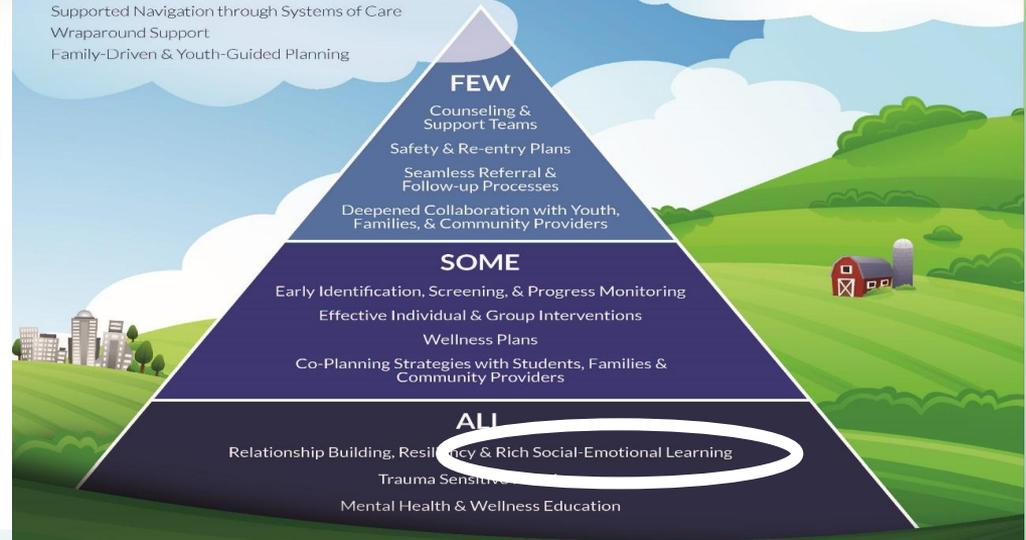 Supported Navigation through Systems of Care
Wraparound Support
Family-Driven & Youth-Guided Planning
FEW
Counseling &
Support Teams
Safety & Re-entry Plans
Seamless Referral &
Follow-up Processes
Deepened Collaboration with Youth,
Families, & Community Providers
SOME
Early Identification, Screening, & Progress Monitoring
Effective Individual & Group Interventions
Wellness Plans
Co-Planning Strategies with Students, Families &
Community Providers
ALL
Relationship Building, Resiliency & Rich Social-Emotional Learning
Trauma Sensitive
Mental Health & Wellness Education